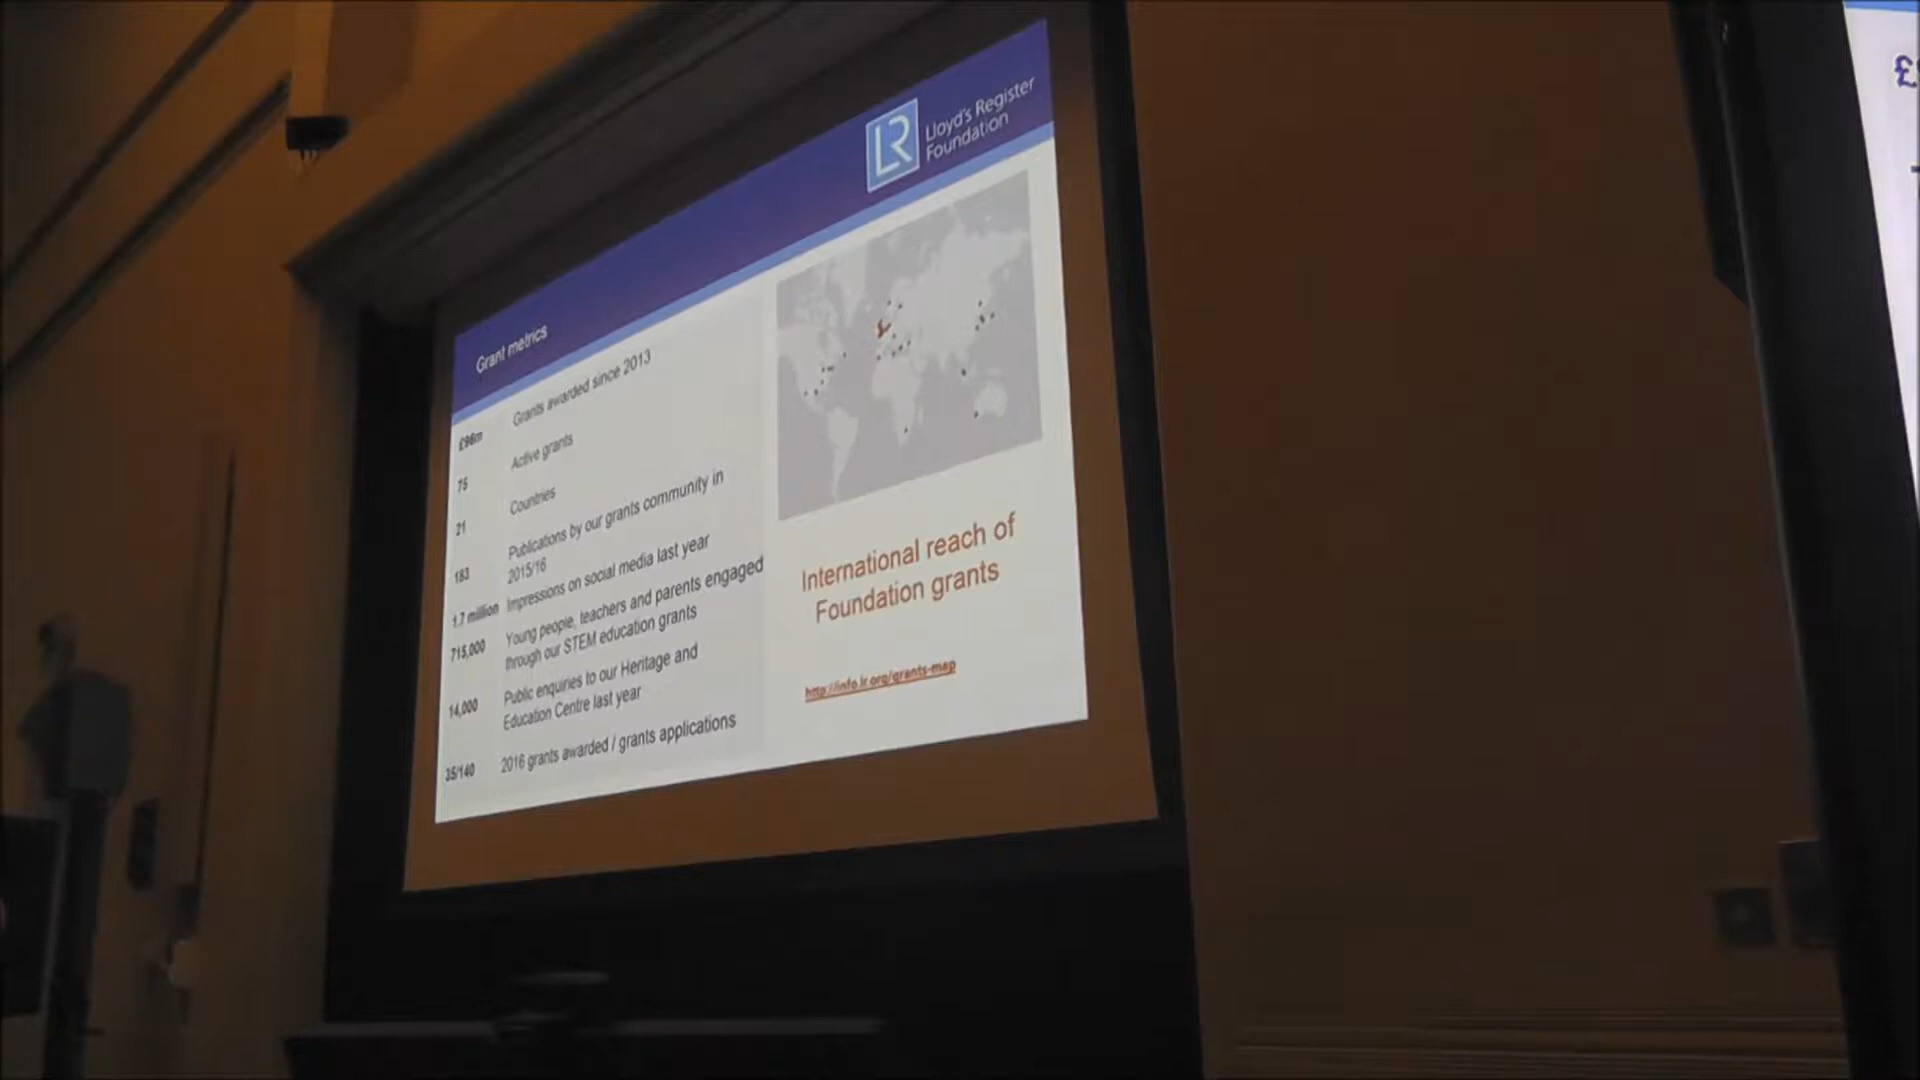 LR
Lloyd's Register
Foundation
Grant metrics
£96m Grants awarded since 2013
75 Active grants
21 Countries
183 Publications by our grants community in
2015/16
1.7 million Impressions on social media last year
715,000 Young people, teachers and parents engaged
through our STEM education grants
14,000 Public enquiries to our Heritage and
Education Centre last year
35/140 2016 grants awarded / grants applications
International reach of
Foundation grants
http://info.lr.org/grants-map